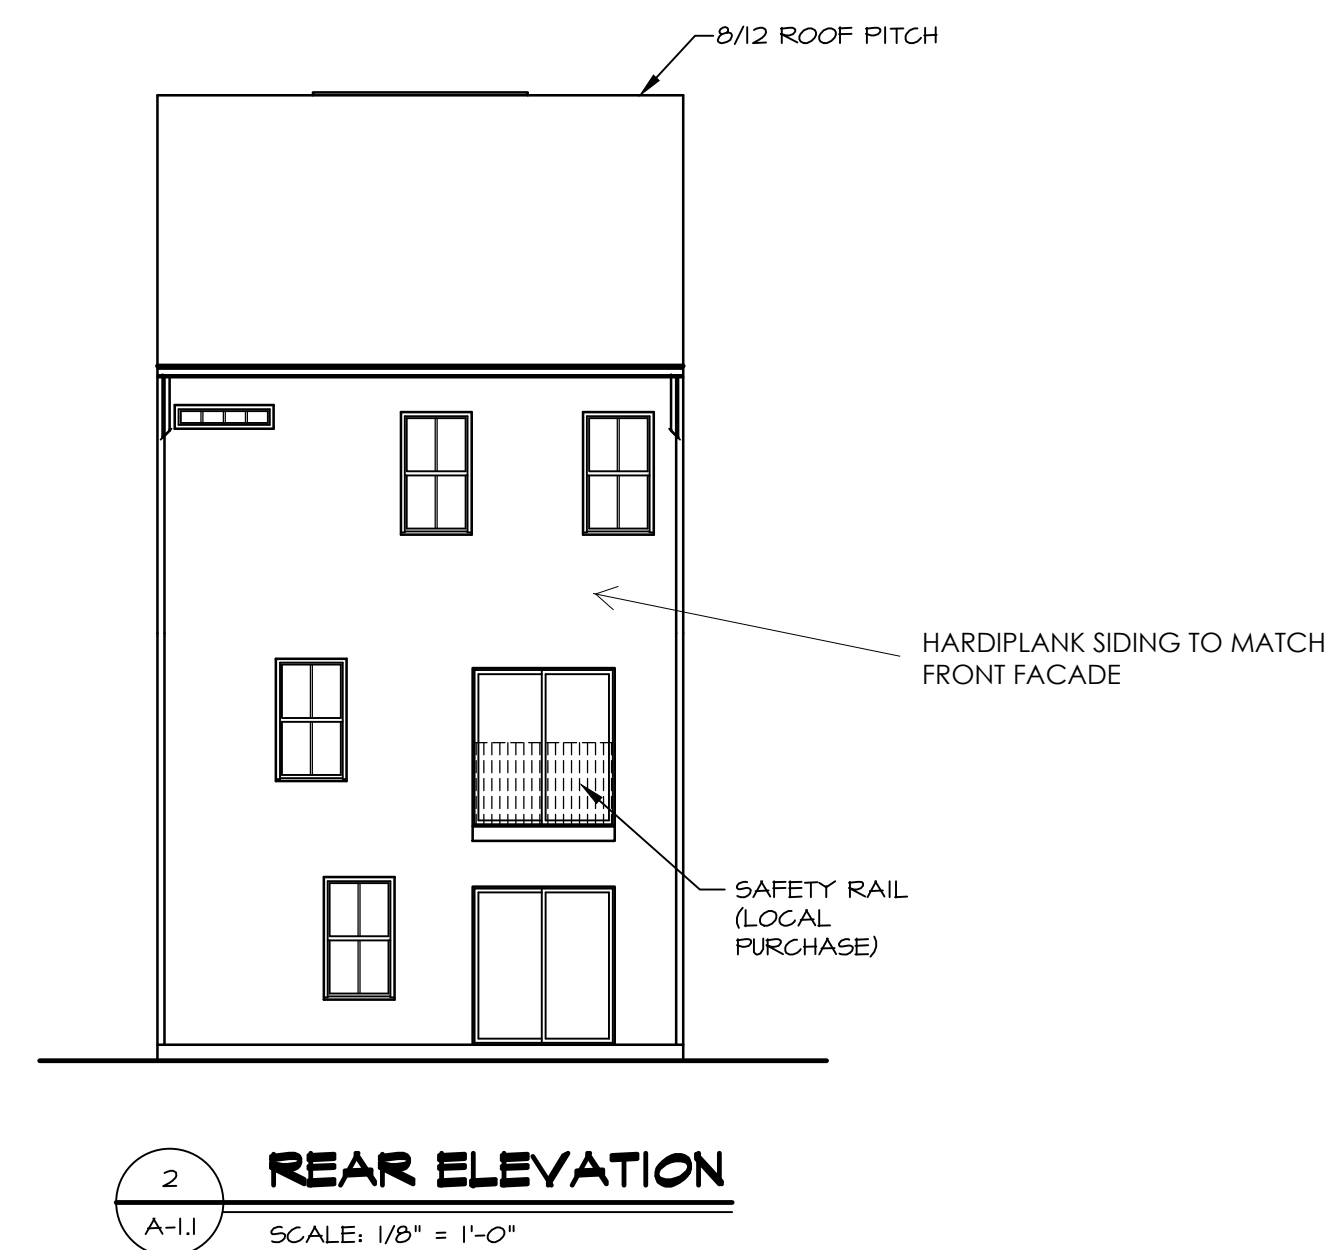 8/12 ROOF PITCH
HARDIPLANK SIDING TO MATCH
FRONT FACADE
SAFETY RAIL
(LOCAL
PURCHASE)
2
A-1.1
REAR ELEVATION
SCALE: 1/8" = 1'-0"